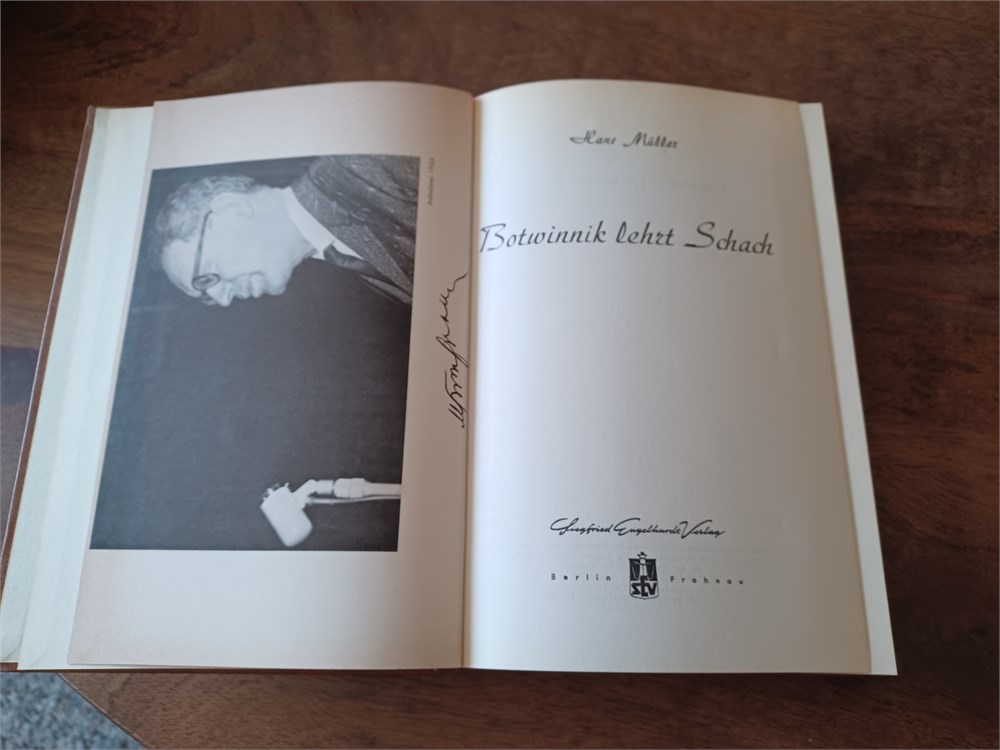 Hans Müller
Botwinnik lehrt Schach
Siegfried Engelhardt Verlag
Berlin Frohnau
SEV